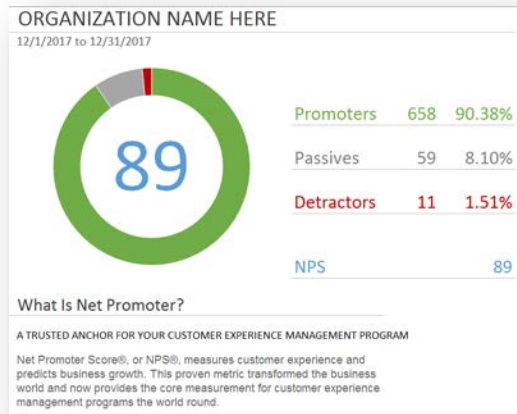 ORGANIZATION NAME HERE
12/1/2017 to 12/31/2017
89
Promoters 658 90.38%
Passives 59 8.10%
Detractors 11 1.51%
NPS 89
What Is Net Promoter?
A TRUSTED ANCHOR FOR YOUR CUSTOMER EXPERIENCE MANAGEMENT PROGRAM
Net Promoter Score®, or NPS®, measures customer experience and
predicts business growth. This proven metric transformed the business
world and now provides the core measurement for customer experience
management programs the world round.